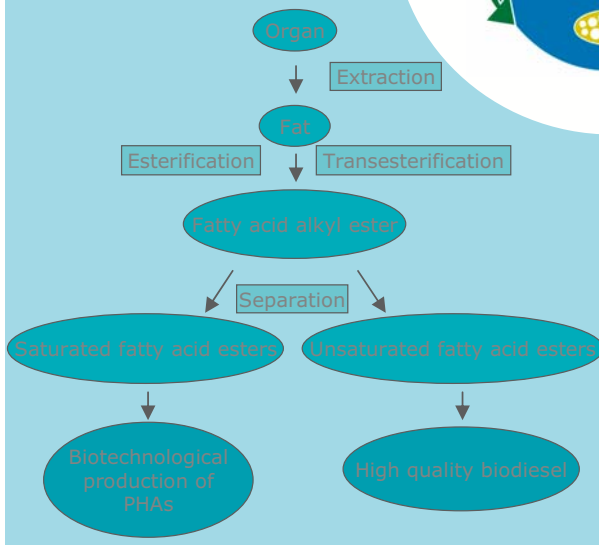 Organ
Extraction
Fat
Esterification
Transesterification
Fatty acid alkyl ester
Separation
Saturated fatty acid esters
Unsaturated fatty acid esters
Biotechnological
production of
PHAs
High quality biodiesel